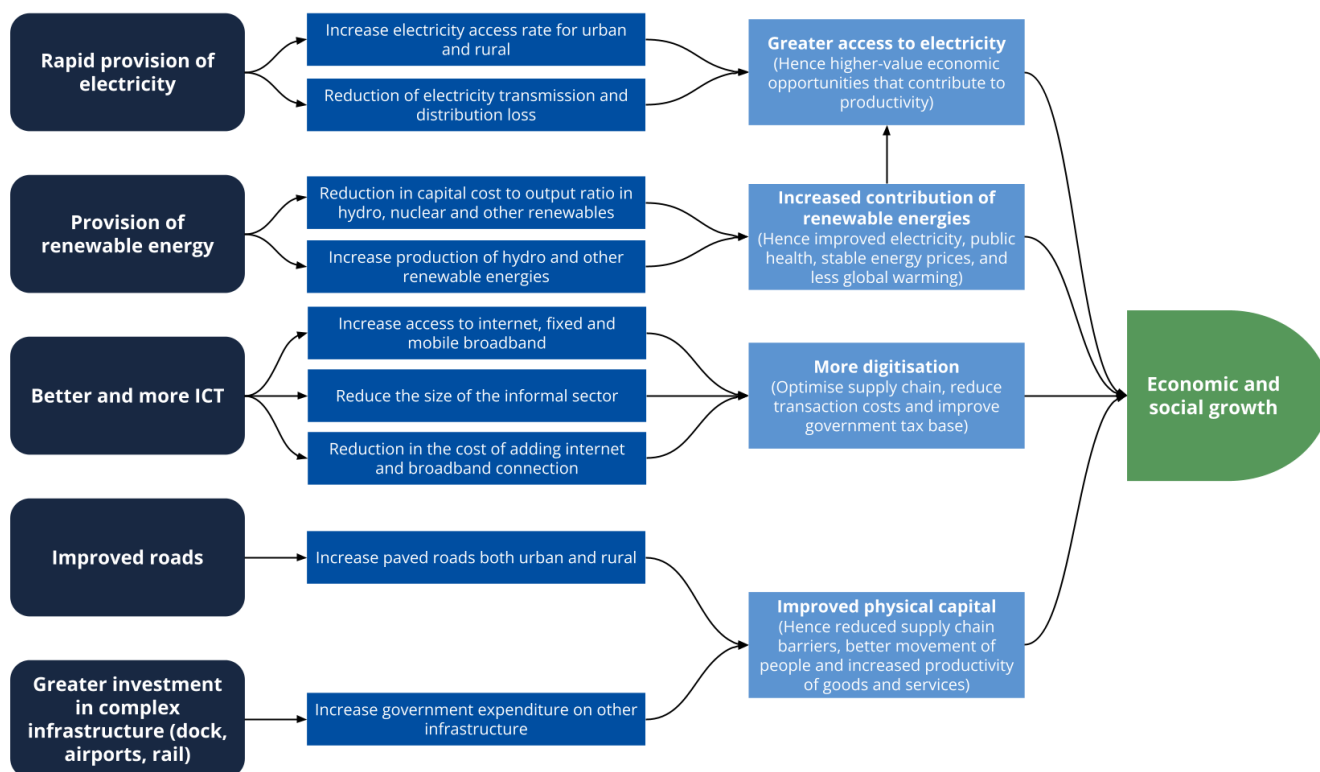 Rapid provision of
electricity
Increase electricity access rate for urban
and rural
Reduction of electricity transmission and
distribution loss
Greater access to electricity
(Hence higher-value economic
opportunities that contribute to
productivity)
Provision of
renewable energy
Reduction in capital cost to output ratio in
hydro, nuclear and other renewables
Increase production of hydro and other
renewable energies
Increased contribution of
renewable energies
(Hence improved electricity, public
health, stable energy prices, and
less global warming)
Better and more ICT
Increase access to internet, fixed and
mobile broadband
Reduce the size of the informal sector
Reduction in the cost of adding internet
and broadband connection
More digitisation
(Optimise supply chain, reduce
transaction costs and improve
government tax base)
Improved roads
Increase paved roads both urban and rural
Greater investment
in complex
infrastructure (dock,
airports, rail)
Increase government expenditure on other
infrastructure
Improved physical capital
(Hence reduced supply chain
barriers, better movement of
people and increased productivity
of goods and services)
Economic and
social growth